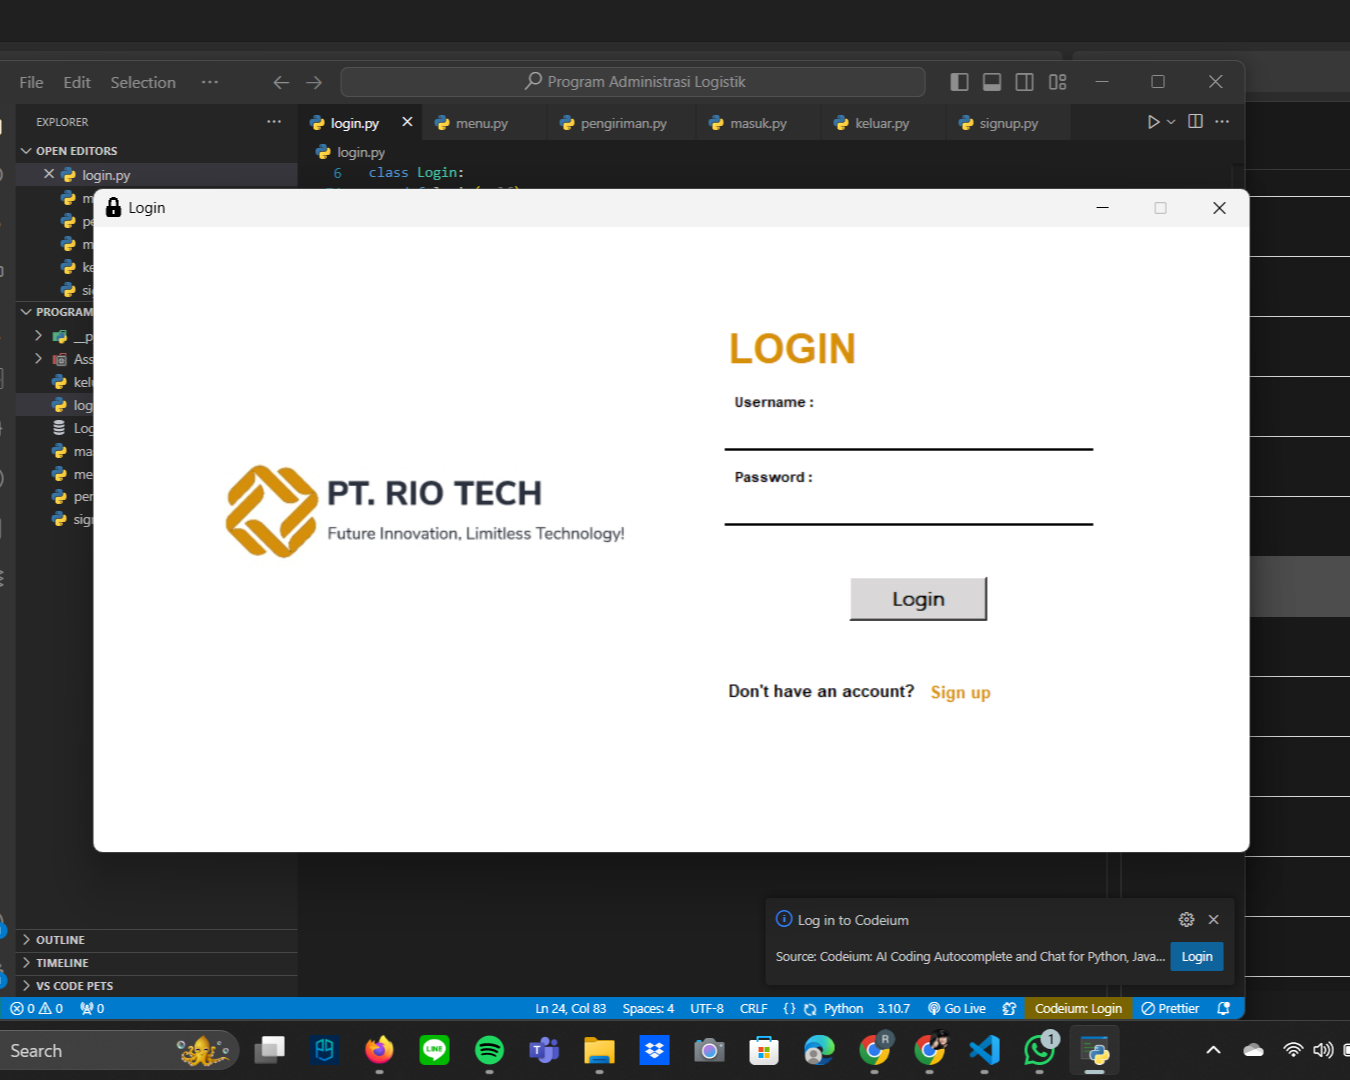 File Edit Selection ···
Program Administrasi Logistik
EXPLORER ···
login.py menu.py pengiriman.py masuk.py keluar.py signup.py
OPEN EDITORS
login.py
login.py
6 class Login:
Login
PROGRAM
LOGIN
Username :
Password :
PT. RIO TECH
Future Innovation, Limitless Technology!
Login
Don't have an account? Sign up
OUTLINE
TIMELINE
VS CODE PETS
Log in to Codeium
Source: Codeium: AI Coding Autocomplete and Chat for Python, Java... Login
0 0 0 Ln 24, Col 83 Spaces: 4 UTF-8 CRLF { } Python 3.10.7 Go Live Codeium: Login Prettier
Search
LINE
T
R
1